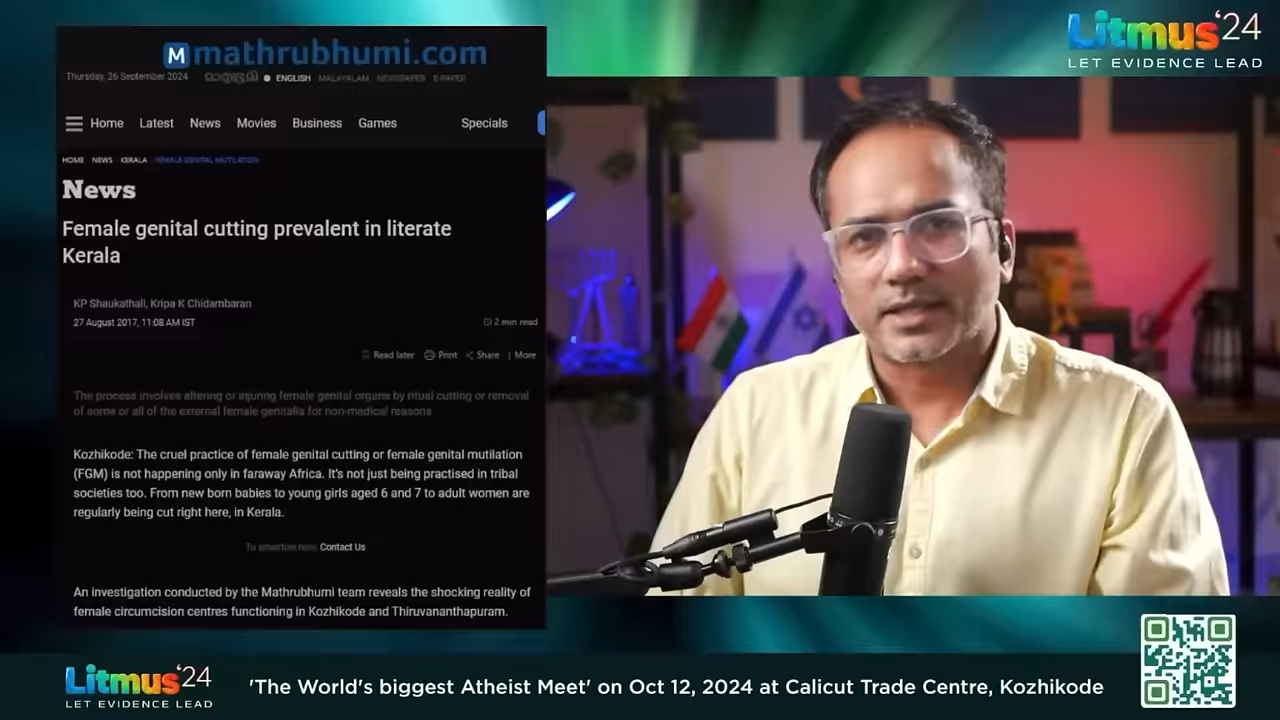 Litmus'24
LET EVIDENCE LEAD
M mathrubhumi.com
Thursday, 26 September 2024
ENGLISH MALAYALAM NEWSPAPER E-PAPER
Home Latest News Movies Business Games Specials
HOME NEWS KERALA FEMALE GENITAL MUTILATION
News
Female genital cutting prevalent in literate
Kerala
KP Shaukathali, Kripa K Chidambaran
27 August 2017, 11:08 AM IST
2 min read
Read later Print Share More
The process involves altering or injuring female genital organs by ritual cutting or removal
of some or all of the external female genitalia for non-medical reasons
Kozhikode: The cruel practice of female genital cutting or female genital mutilation
(FGM) is not happening only in faraway Africa. It's not just being practised in tribal
societies too. From new born babies to young girls aged 6 and 7 to adult women are
regularly being cut right here, in Kerala.
To advertise here, Contact Us
An investigation conducted by the Mathrubhumi team reveals the shocking reality of
female circumcision centres functioning in Kozhikode and Thiruvananthapuram.
Litmus'24
LET EVIDENCE LEAD
'The World's biggest Atheist Meet' on Oct 12, 2024 at Calicut Trade Centre, Kozhikode